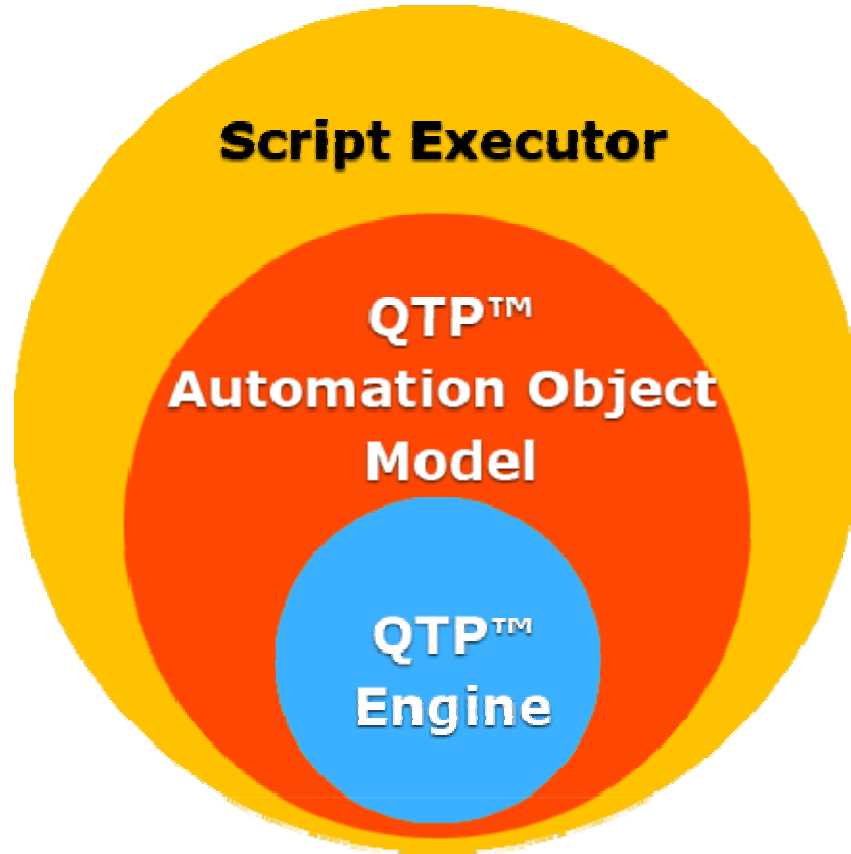 Script Executor
QTP™
Automation Object
Model
QTP™
Engine